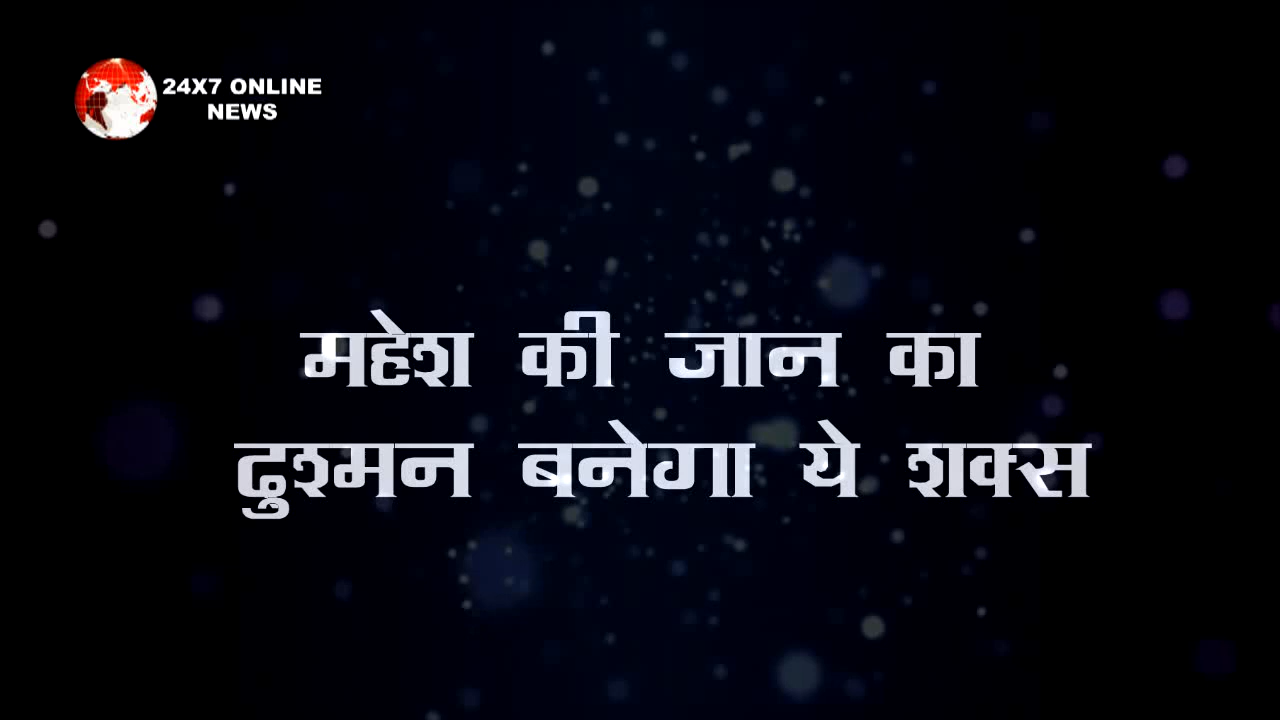 24X7 ONLINE
NEWS
महेश की जान का
दुश्मन बनेगा ये शक्स